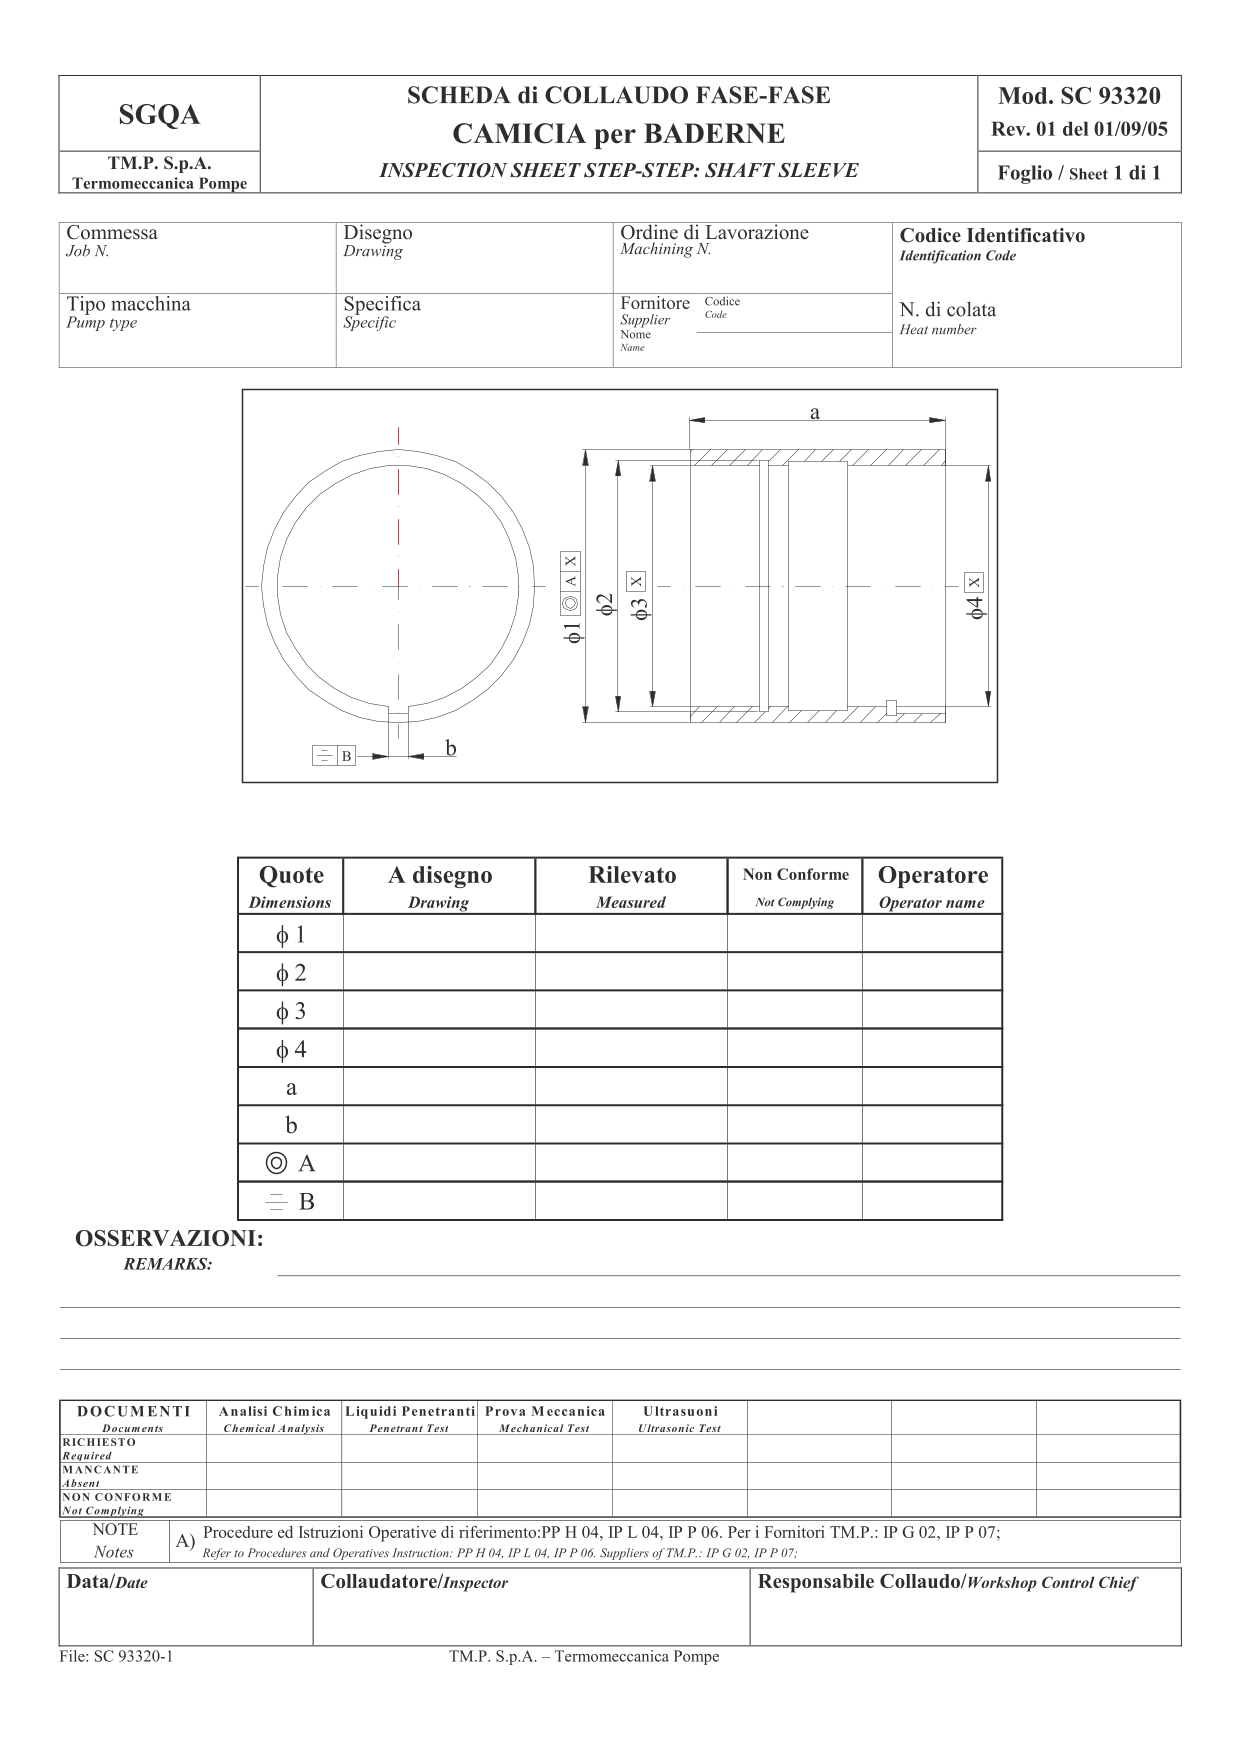 SGQA
TM.P. S.p.A.
Termomeccanica Pompe
SCHEDA di COLLAUDO FASE-FASE
CAMICIA per BADERNE
INSPECTION SHEET STEP-STEP: SHAFT SLEEVE
Mod. SC 93320
Rev. 01 del 01/09/05
Foglio / Sheet 1 di 1
Commessa
Job N.
Disegno
Drawing
Ordine di Lavorazione
Machining N.
Codice Identificativo
Identification Code
Tipo macchina
Pump type
Specifica
Specific
Fornitore
Supplier
Codice
Code
Nome
Name
N. di colata
Heat number
a
ϕ1 ◎ A X
ϕ2
ϕ3 X
ϕ4 X
B
b
Quote A disegno Rilevato Non Conforme Operatore
Dimensions Drawing Measured Not Complying Operator name
ϕ 1
ϕ 2
ϕ 3
ϕ 4
a
b
◎ A
⌯ B
OSSERVAZIONI:
REMARKS:
DOCUMENTI Analisi Chimica Liquidi Penetranti Prova Meccanica Ultrasuoni
Documents Chemical Analysis Penetrant Test Mechanical Test Ultrasonic Test
RICHIESTO
Required
MANCANTE
Absent
NON CONFORME
Not Complying
NOTE
Notes
A) Procedure ed Istruzioni Operative di riferimento:PP H 04, IP L 04, IP P 06. Per i Fornitori TM.P.: IP G 02, IP P 07;
Refer to Procedures and Operatives Instruction: PP H 04, IP L 04, IP P 06. Suppliers of TM.P.: IP G 02, IP P 07;
Data/Date Collaudatore/Inspector Responsabile Collaudo/Workshop Control Chief
File: SC 93320-1 TM.P. S.p.A. – Termomeccanica Pompe